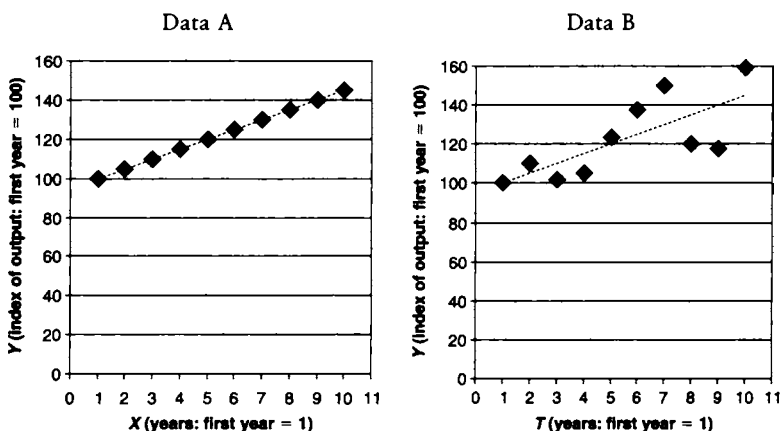 Data A
Y (index of output: first year = 100)
160
140
120
100
80
60
40
20
0
0 1 2 3 4 5 6 7 8 9 10 11
X (years: first year = 1)
Data B
Y (index of output: first year = 100)
160
140
120
100
80
60
40
20
0
0 1 2 3 4 5 6 7 8 9 10 11
T (years: first year = 1)